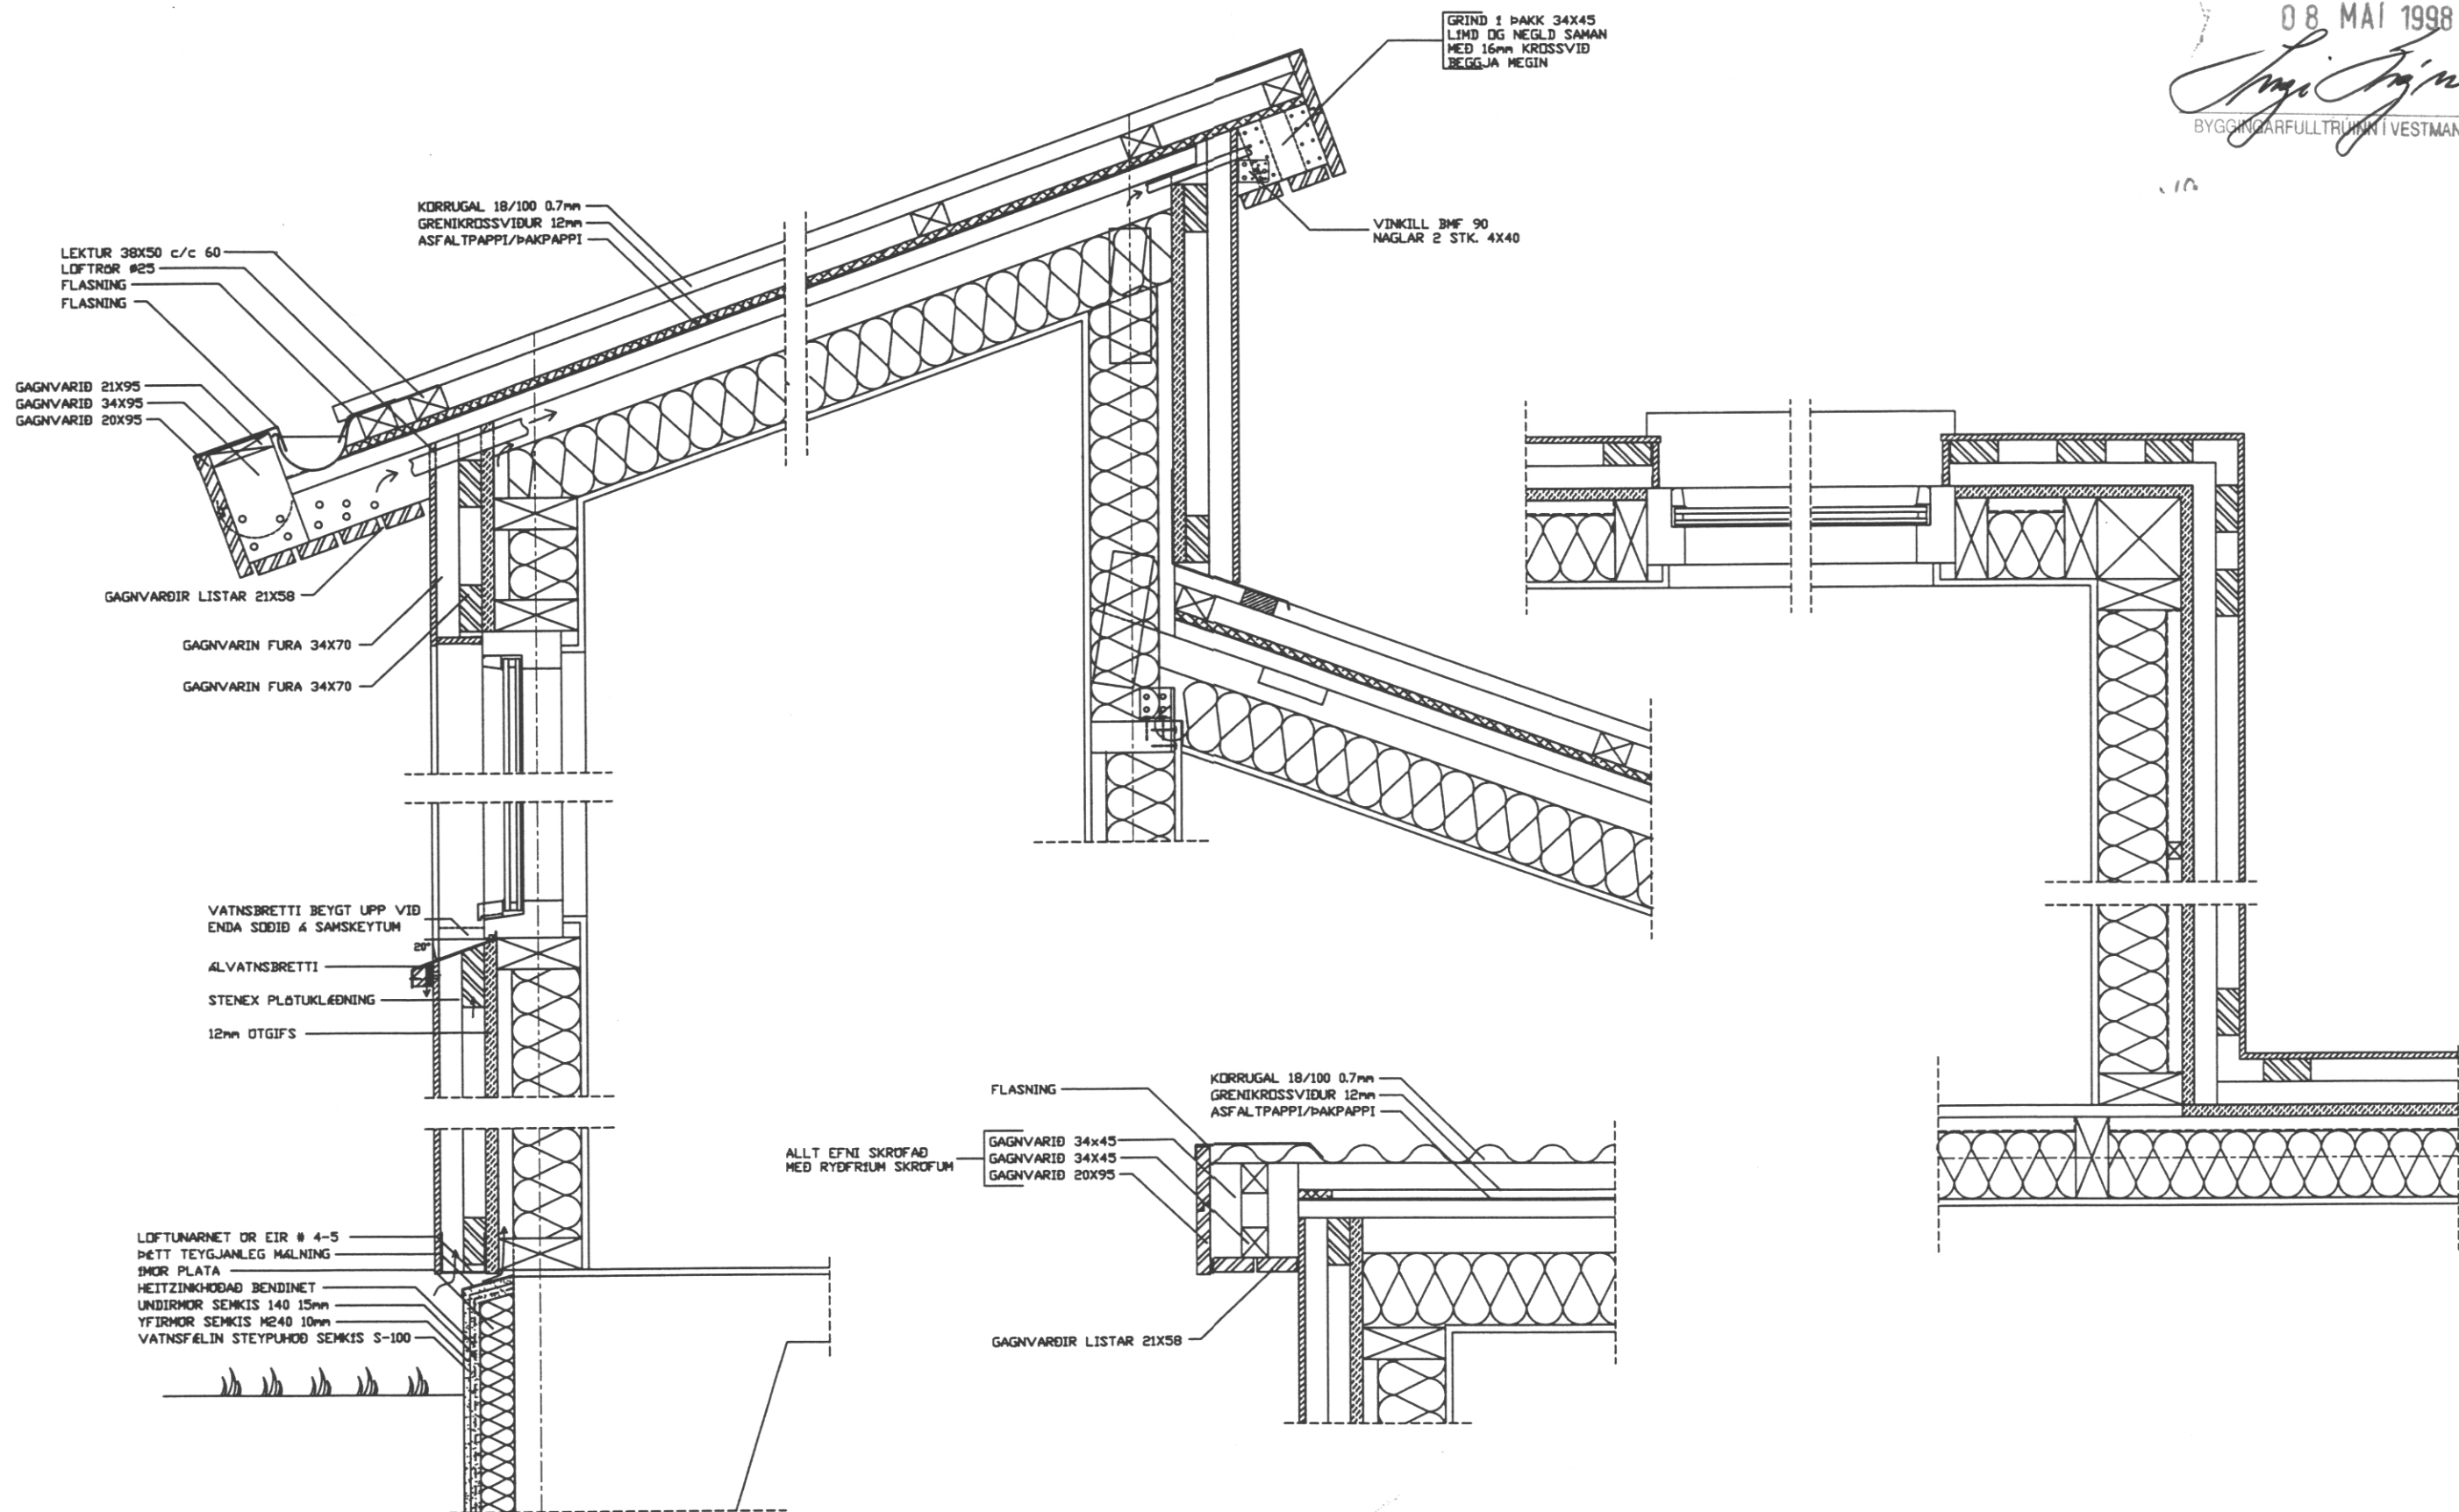 GRIND Í ÞAKK 34X45
LÍMD OG NEGLD SAMAN
MEÐ 16mm KROSSVIÐ
BEGGJA MEGIN
08. MAÍ 1998
BYGGINGARFULLTRÚINN Í VESTMAN
VINKILL BMF 90
NAGLAR 2 STK. 4X40
KORRUGAL 18/100 0.7mm
GRENIKROSSVIÐUR 12mm
ASFALTPAPPI/ÞAKPAPPI
LEKTUR 38X50 c/c 60
LOFTRÖR ø25
FLASNING
FLASNING
GAGNVARIÐ 21X95
GAGNVARIÐ 34X95
GAGNVARIÐ 20X95
GAGNVARÐIR LISTAR 21X58
GAGNVARIN FURA 34X70
GAGNVARIN FURA 34X70
VATNSBRETTI BEYGT UPP VIÐ
ENDA SOÐIÐ Á SAMSKEYTUM
20°
ÁLVATNSBRETTI
STENEX PLÖTUKLÆÐNING
12mm ÚTGIFS
LOFTUNARNET ÚR EIR # 4-5
ÞÉTT TEYGJANLEG MÁLNING
ÍMÚR PLATA
HEITZINKHÚÐAÐ BENDINET
UNDIRMÚR SEMKÍS 140 15mm
YFIRMÚR SEMKÍS M240 10mm
VATNSFÆLIN STEYPUHÚÐ SEMKÍS S-100
FLASNING
KORRUGAL 18/100 0.7mm
GRENIKROSSVIÐUR 12mm
ASFALTPAPPI/ÞAKPAPPI
ALLT EFNI SKRÚFAÐ
MEÐ RYÐFRÍUM SKRÚFUM
GAGNVARIÐ 34x45
GAGNVARIÐ 34X45
GAGNVARIÐ 20X95
GAGNVARÐIR LISTAR 21X58